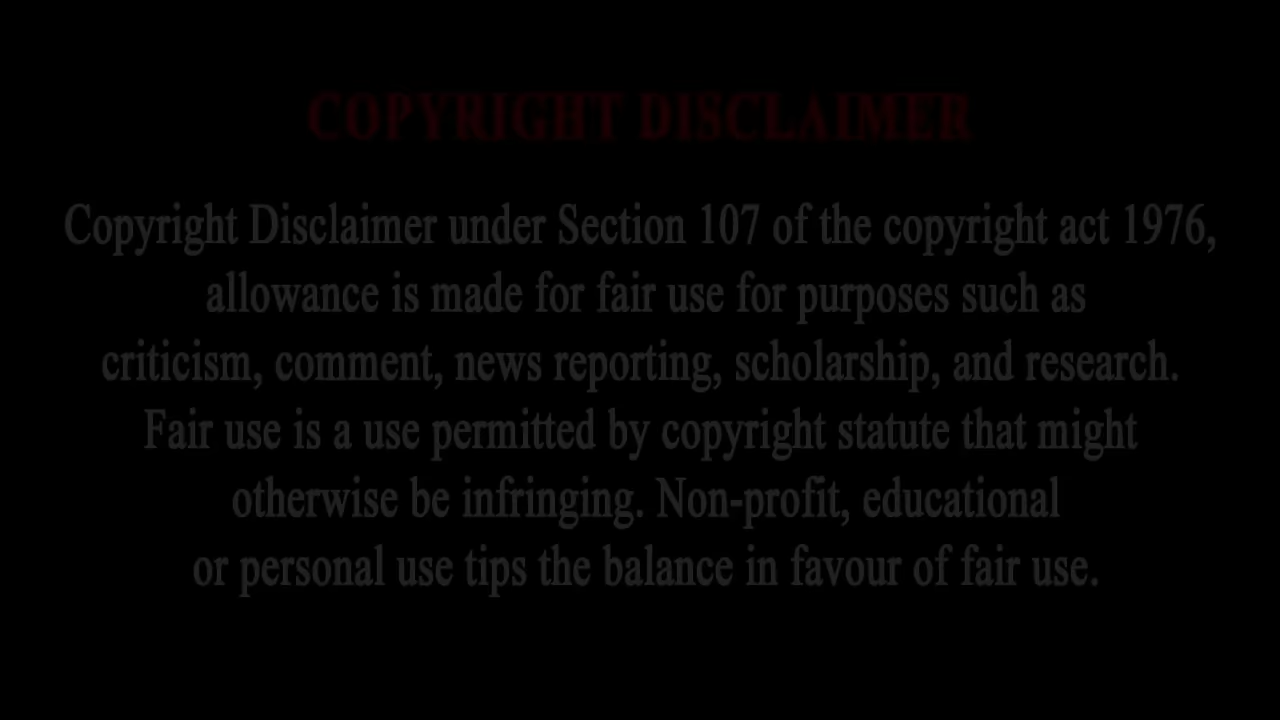 COPYRIGHT DISCLAIMER
Copyright Disclaimer under Section 107 of the copyright act 1976,
allowance is made for fair use for purposes such as
criticism, comment, news reporting, scholarship, and research.
Fair use is a use permitted by copyright statute that might
otherwise be infringing. Non-profit, educational
or personal use tips the balance in favour of fair use.